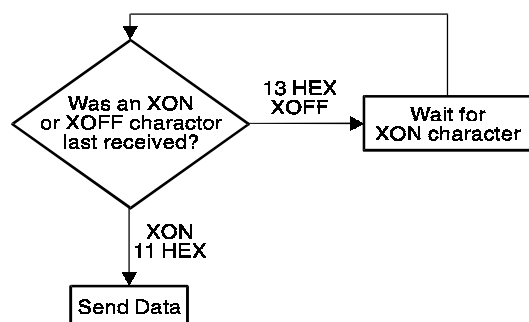 Was an XON
or XOFF charactor
last received?
13 HEX
XOFF
Wait for
XON character
XON
11 HEX
Send Data